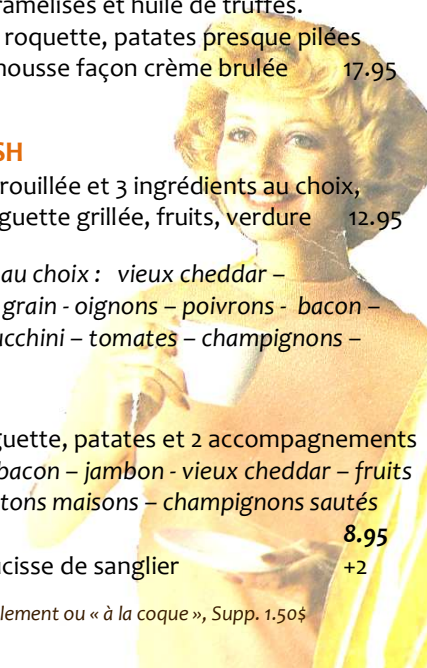 ramélisés et huile de truffes.
roquette, patates presque pilées
mousse façon crème brulée 17.95
SH
rouillée et 3 ingrédients au choix,
guette grillée, fruits, verdure 12.95
au choix : vieux cheddar –
grain - oignons – poivrons - bacon –
ucchini – tomates – champignons –
guette, patates et 2 accompagnements
bacon – jambon - vieux cheddar – fruits
tons maisons – champignons sautés
8.95
cisse de sanglier +2
lement ou « à la coque », Supp. 1.50$